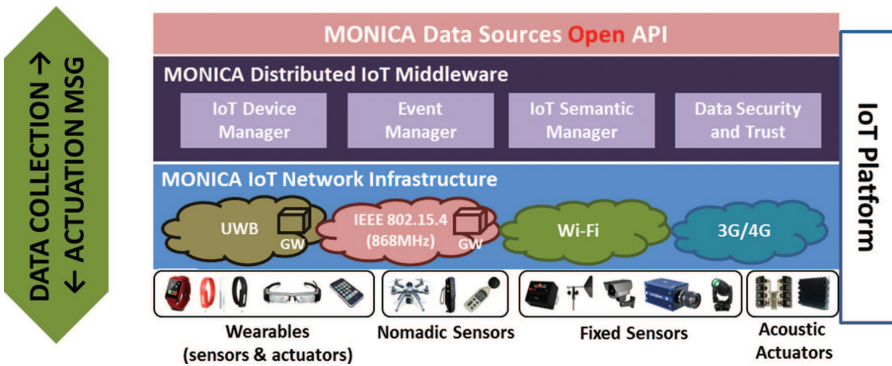 DATA COLLECTION →
← ACTUATION MSG
MONICA Data Sources Open API
MONICA Distributed IoT Middleware
IoT Device
Manager
Event
Manager
IoT Semantic
Manager
Data Security
and Trust
MONICA IoT Network Infrastructure
UWB
GW
IEEE 802.15.4
(868MHz)
GW
Wi-Fi
3G/4G
Wearables
(sensors & actuators)
Nomadic Sensors
Fixed Sensors
Acoustic
Actuators
IoT Platform